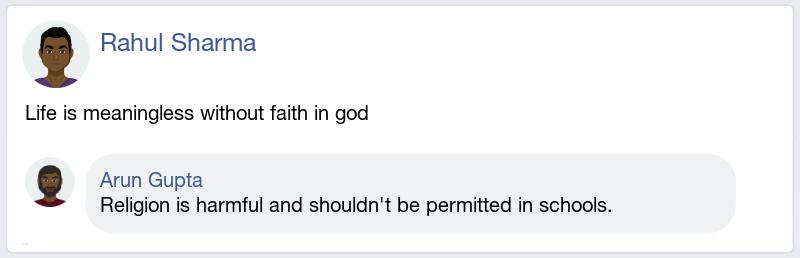 Rahul Sharma
Life is meaningless without faith in god
Arun Gupta
Religion is harmful and shouldn't be permitted in schools.